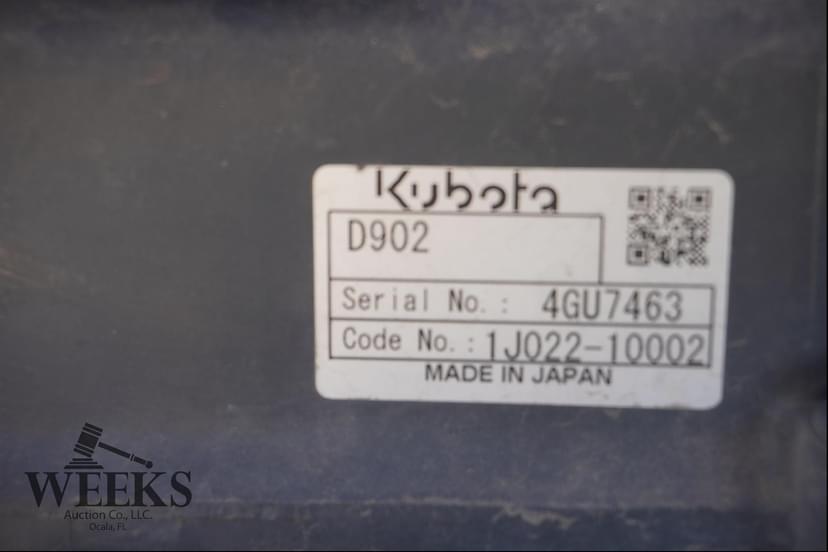 Kubota
D902
Serial No.: 4GU7463
Code No.: 1J022-10002
MADE IN JAPAN
WEEKS
Auction Co., LLC.
Ocala, FL